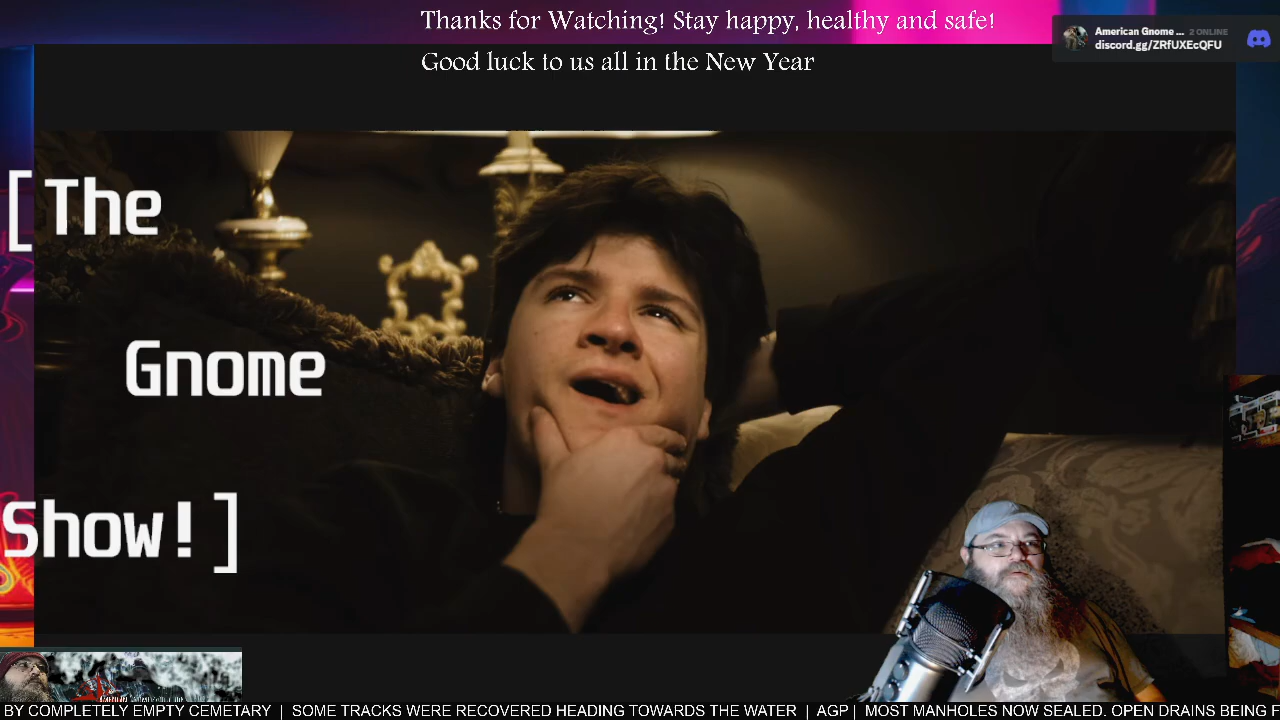 Thanks for Watching! Stay happy, healthy and safe!
Good luck to us all in the New Year
American Gnome ... 2 ONLINE
discord.gg/ZRfUXEcQFU
[The
Gnome
Show!]
BY COMPLETELY EMPTY CEMETARY | SOME TRACKS WERE RECOVERED HEADING TOWARDS THE WATER | AGP | MOST MANHOLES NOW SEALED. OPEN DRAINS BEING